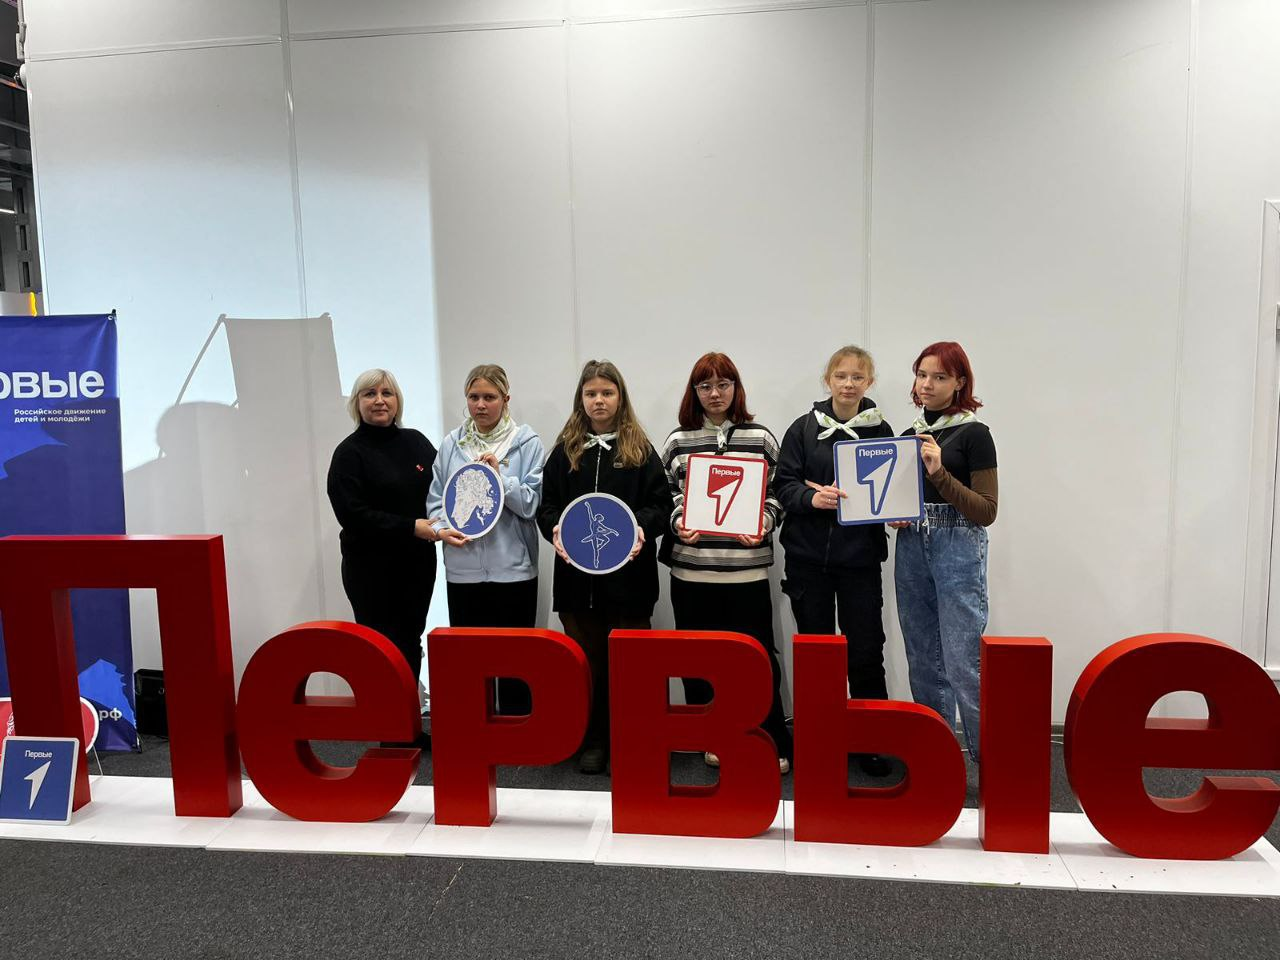 рвые
Российское движение
детей и молодёжи
Первые
Первые
рф
Первые
Первые